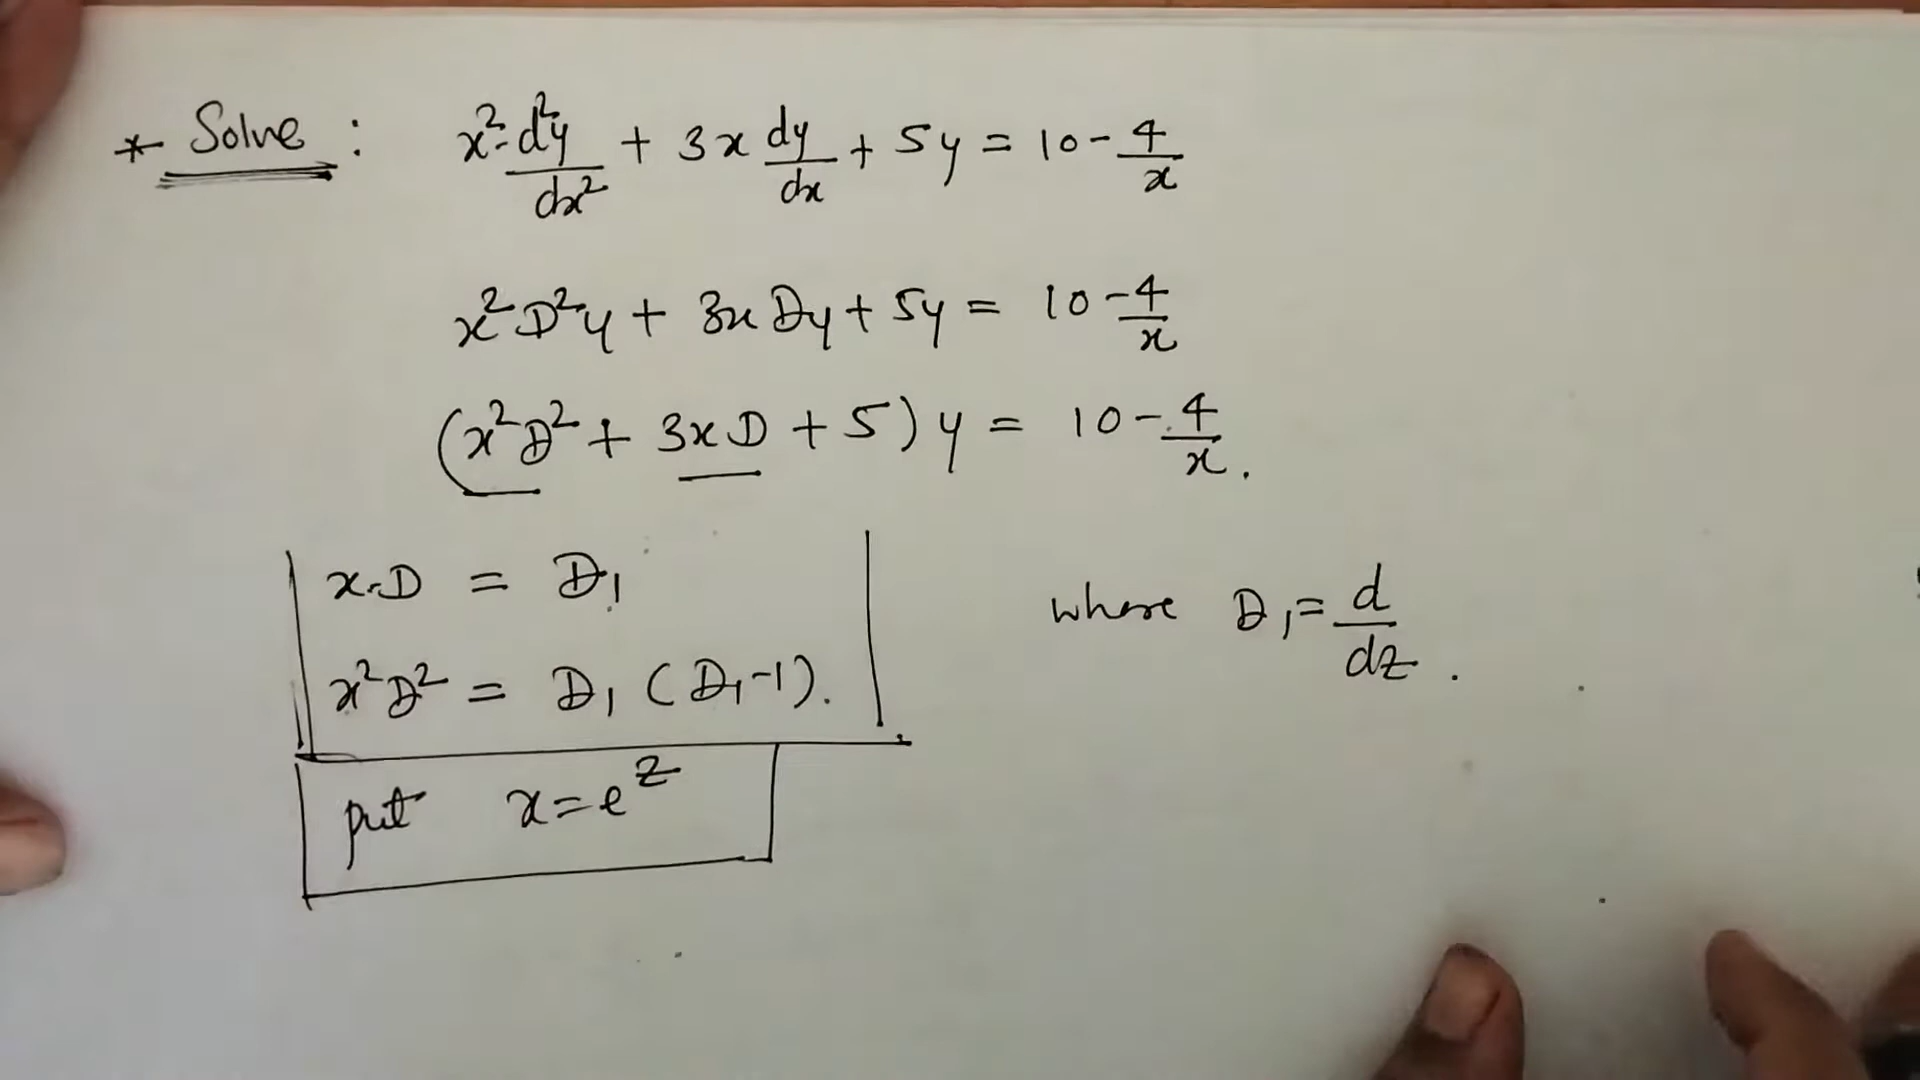 * Solve : x² d²y/dx² + 3x dy/dx + 5y = 10 - 4/x
x²D²y + 3x Dy + 5y = 10 - 4/x
(x²D² + 3xD + 5) y = 10 - 4/x .
x.D = D₁
where D₁ = d/dz .
x²D² = D₁ (D₁-1).
put x = e^z